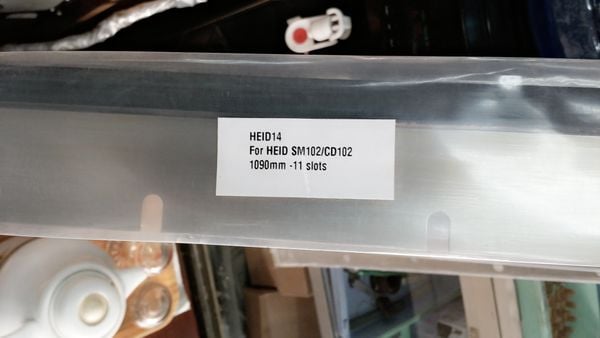 HEID14
For HEID SM102/CD102
1090mm -11 slots